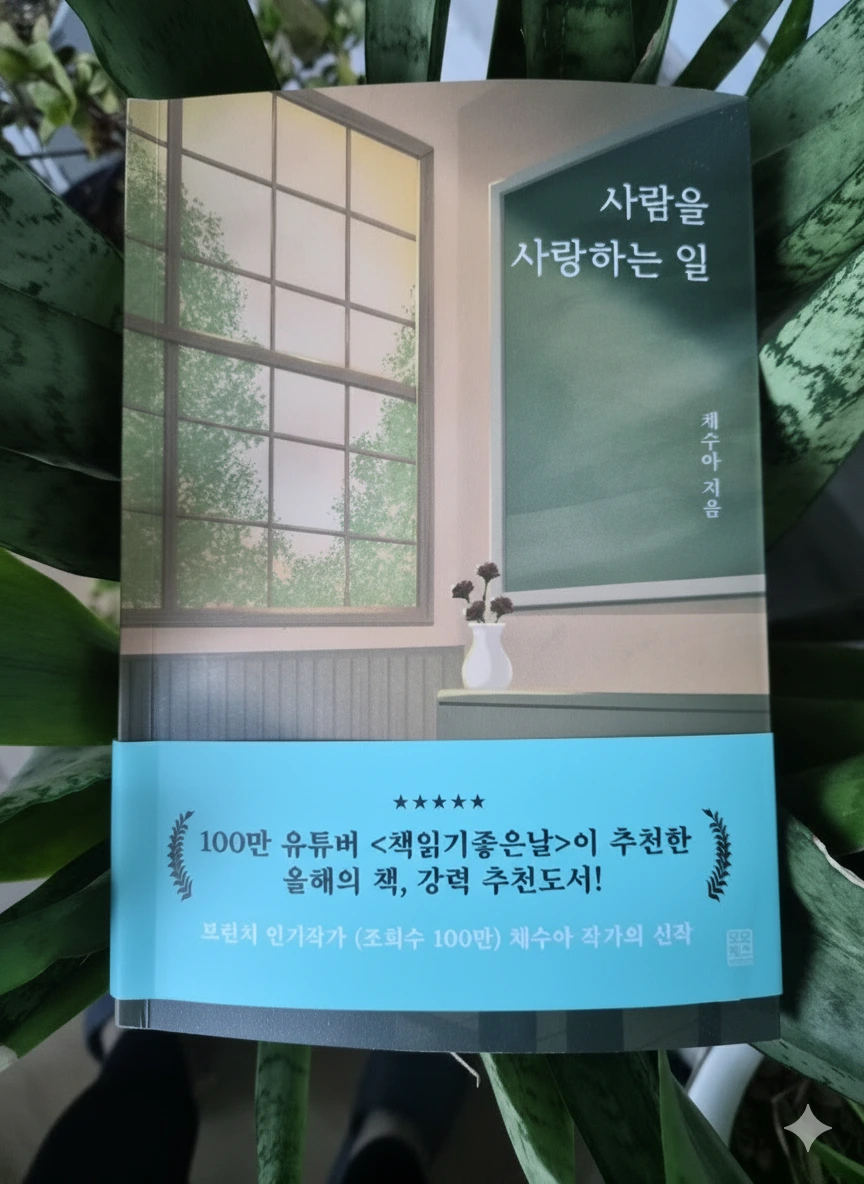 사람을
사랑하는 일
채수아 지음
★★★★★
100만 유튜버 <책읽기좋은날>이 추천한
올해의 책, 강력 추천도서!
브런치 인기작가 (조회수 100만) 채수아 작가의 신작